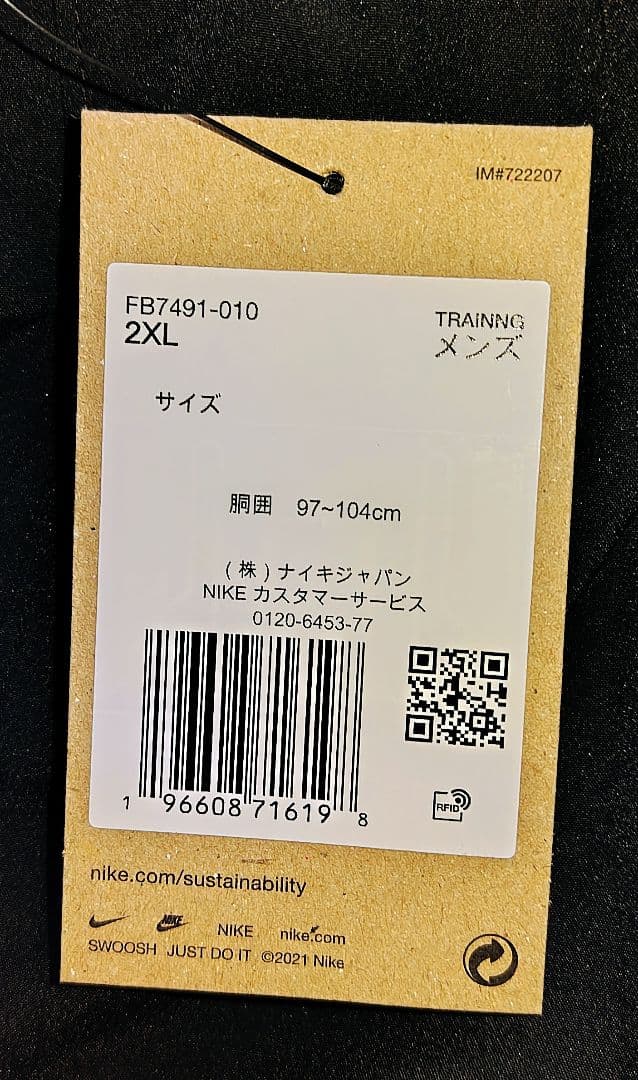 IM#722207
FB7491-010
2XL
TRAINNG
メンズ
サイズ
胴囲 97~104cm
(株)ナイキジャパン
NIKE カスタマーサービス
0120-6453-77
1 96608 71619 8
RFID
nike.com/sustainability
NIKE NIKE nike.com
SWOOSH JUST DO IT ©2021 Nike